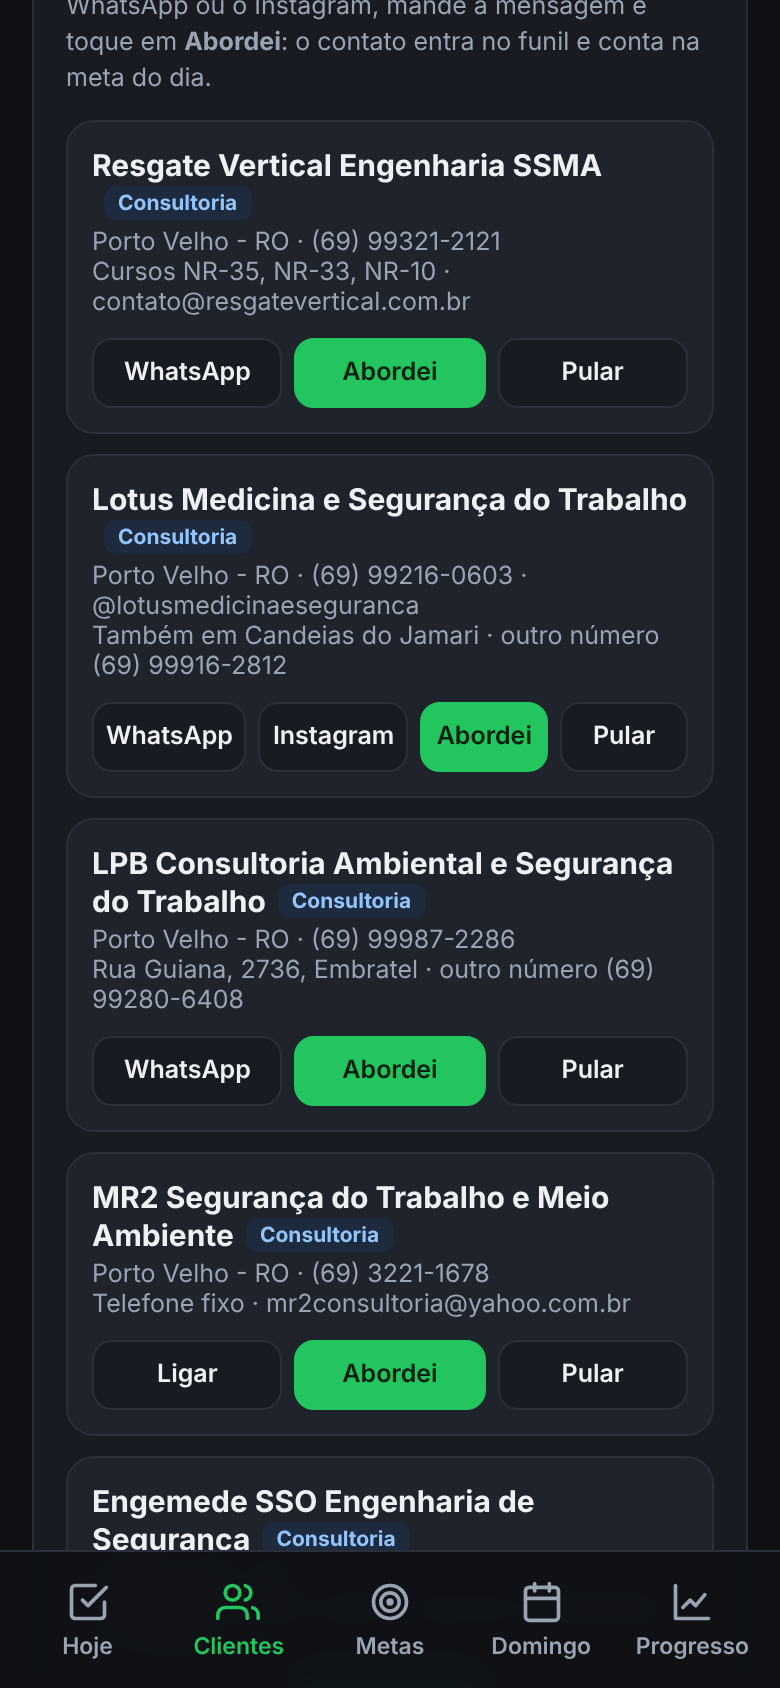 WhatsApp ou o Instagram, mande a mensagem e
toque em Abordei: o contato entra no funil e conta na
meta do dia.
Resgate Vertical Engenharia SSMA
Consultoria
Porto Velho - RO · (69) 99321-2121
Cursos NR-35, NR-33, NR-10 ·
contato@resgatevertical.com.br
WhatsApp Abordei Pular
Lotus Medicina e Segurança do Trabalho
Consultoria
Porto Velho - RO · (69) 99216-0603 ·
@lotusmedicinaeseguranca
Também em Candeias do Jamari · outro número
(69) 99916-2812
WhatsApp Instagram Abordei Pular
LPB Consultoria Ambiental e Segurança
do Trabalho Consultoria
Porto Velho - RO · (69) 99987-2286
Rua Guiana, 2736, Embratel · outro número (69)
99280-6408
WhatsApp Abordei Pular
MR2 Segurança do Trabalho e Meio
Ambiente Consultoria
Porto Velho - RO · (69) 3221-1678
Telefone fixo · mr2consultoria@yahoo.com.br
Ligar Abordei Pular
Engemede SSO Engenharia de
Segurança Consultoria
Hoje Clientes Metas Domingo Progresso